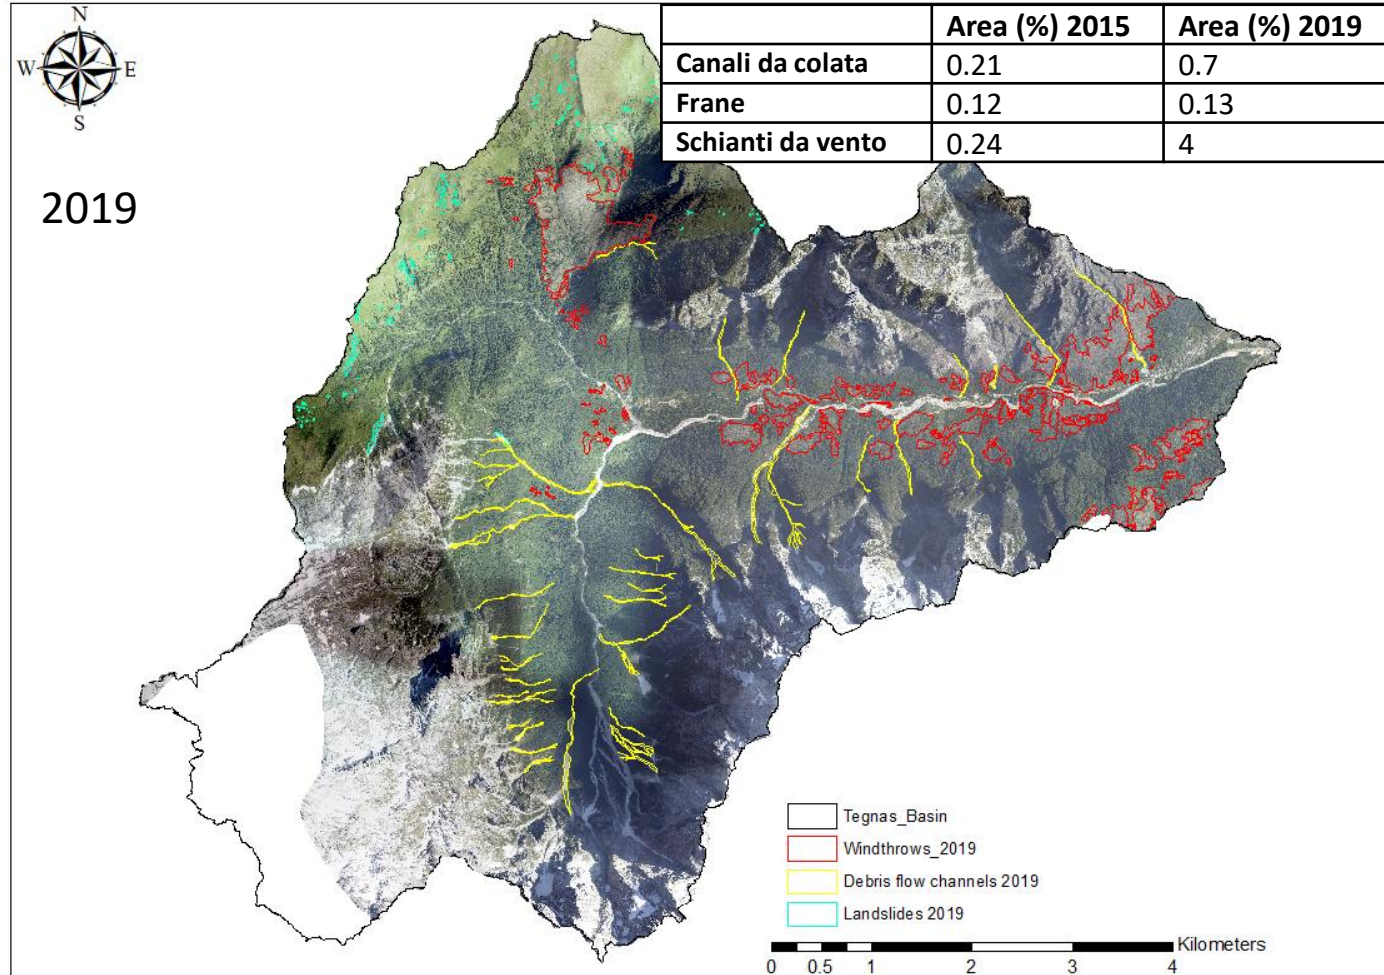 N
W E
S
2019
Area (%) 2015 Area (%) 2019
Canali da colata 0.21 0.7
Frane 0.12 0.13
Schianti da vento 0.24 4
Tegnas_Basin
Windthrows_2019
Debris flow channels 2019
Landslides 2019
Kilometers
0 0.5 1 2 3 4